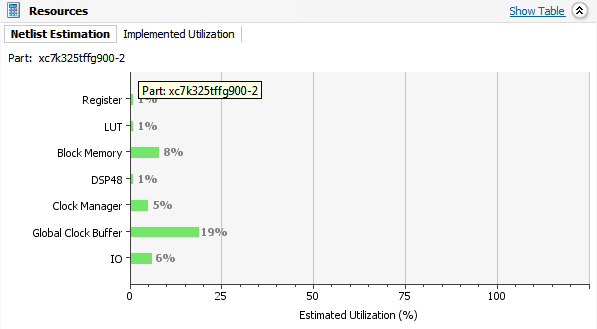 Resources
Show Table
Netlist Estimation Implemented Utilization
Part: xc7k325tffg900-2
Part: xc7k325tffg900-2
Register 1%
LUT 1%
Block Memory 8%
DSP48 1%
Clock Manager 5%
Global Clock Buffer 19%
IO 6%
0 25 50 75 100
Estimated Utilization (%)